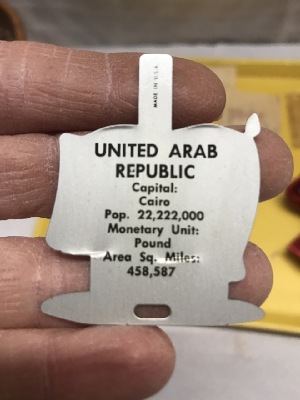 MADE IN U.S.A.
UNITED ARAB
REPUBLIC
Capital:
Cairo
Pop. 22,222,000
Monetary Unit:
Pound
Area Sq. Miles:
458,587